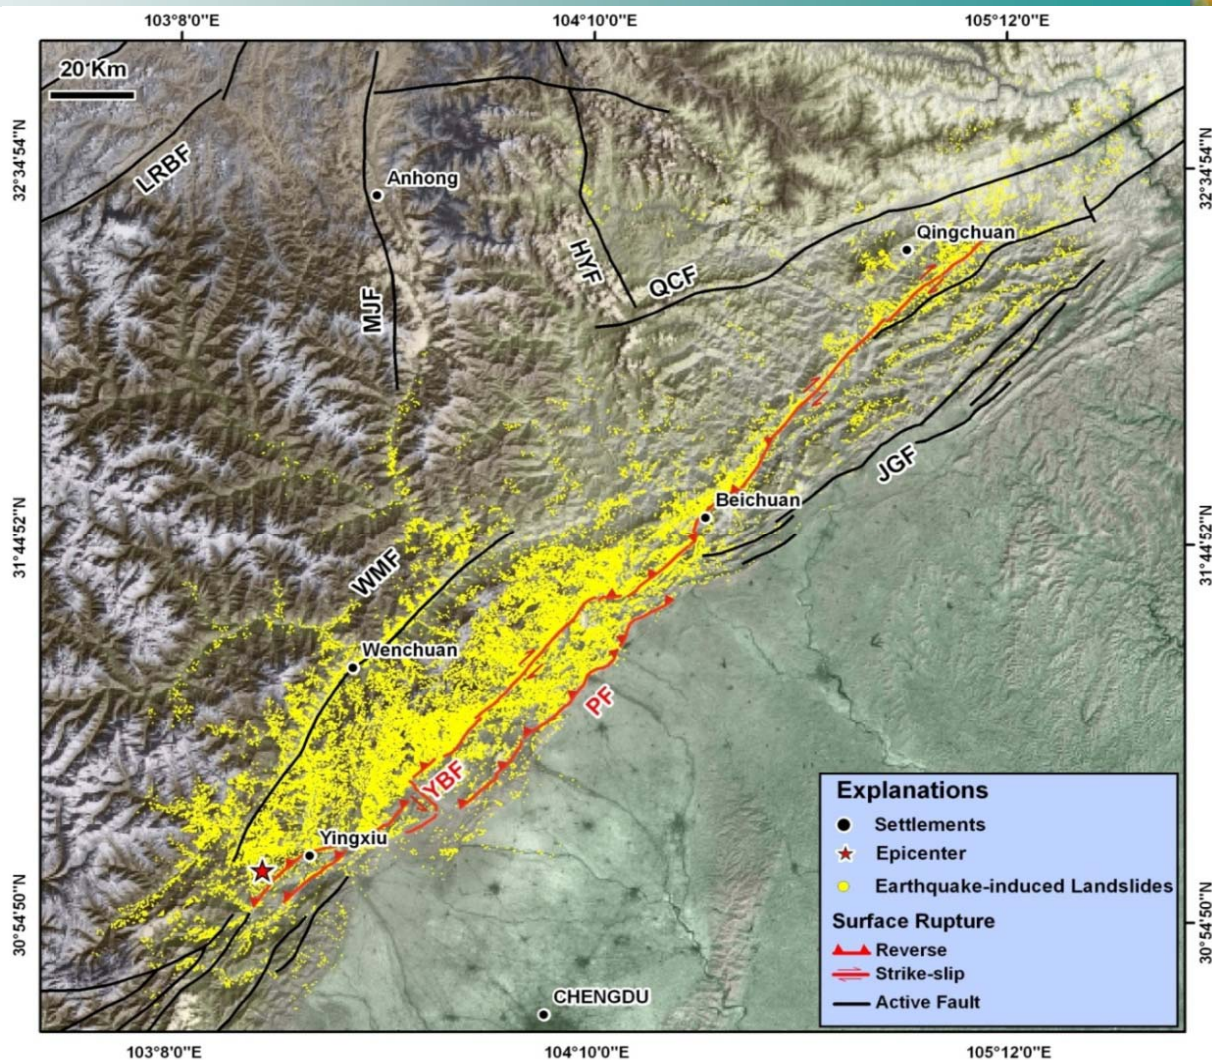 103°8'0"E
104°10'0"E
105°12'0"E
20 Km
32°34'54"N
32°34'54"N
LRBF
Anhong
Qingchuan
HYF
QCF
MJF
JGF
Beichuan
31°44'52"N
31°44'52"N
WMF
Wenchuan
PF
YBF
Yingxiu
Explanations
Settlements
Epicenter
Earthquake-induced Landslides
Surface Rupture
Reverse
Strike-slip
Active Fault
30°54'50"N
30°54'50"N
CHENGDU
103°8'0"E
104°10'0"E
105°12'0"E